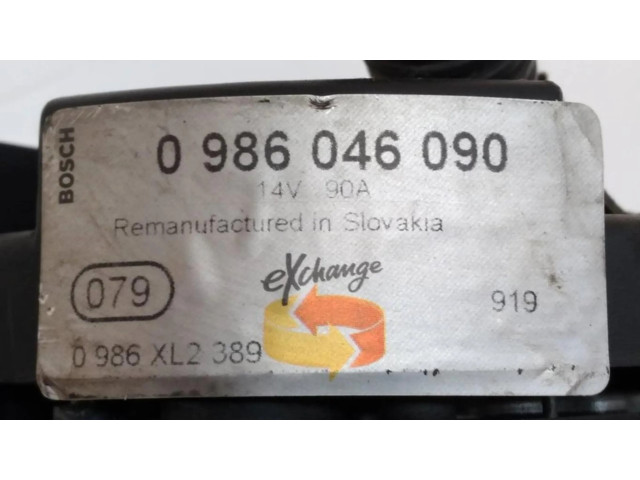 BOSCH
0 986 046 090
14V 90A
Remanufactured in Slovakia
eXchange
079
919
0 986 XL2 389